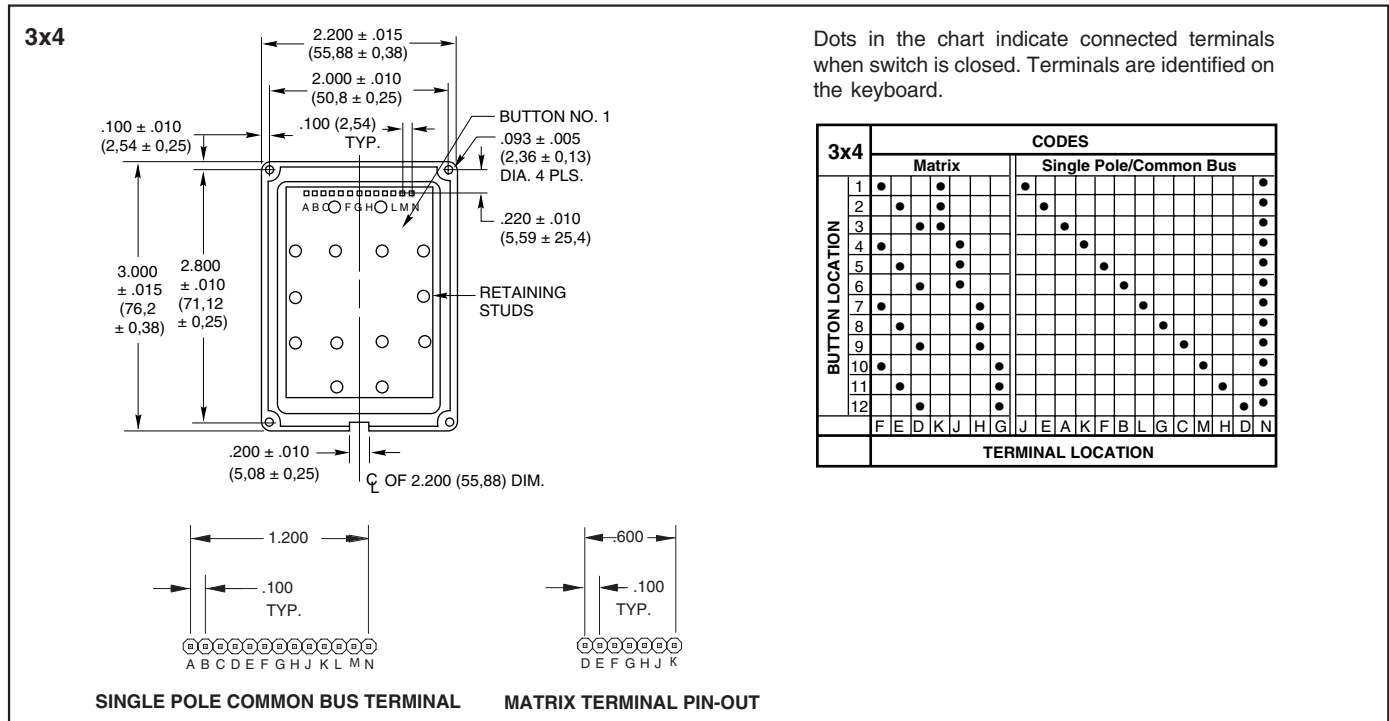 3x4
2.200 ± .015
(55,88 ± 0,38)
2.000 ± .010
(50,8 ± 0,25)
.100 ± .010
(2,54 ± 0,25)
.100 (2,54)
TYP.
BUTTON NO. 1
.093 ± .005
(2,36 ± 0,13)
DIA. 4 PLS.
A B C F G H L M N
.220 ± .010
(5,59 ± 25,4)
3.000
± .015
(76,2
± 0,38)
2.800
± .010
(71,12
± 0,25)
RETAINING
STUDS
.200 ± .010
(5,08 ± 0,25)
CL OF 2.200 (55,88) DIM.
1.200
.100
TYP.
A B C D E F G H J K L M N
SINGLE POLE COMMON BUS TERMINAL
.600
.100
TYP.
D E F G H J K
MATRIX TERMINAL PIN-OUT
Dots in the chart indicate connected terminals
when switch is closed. Terminals are identified on
the keyboard.
3x4
CODES
Matrix Single Pole/Common Bus
BUTTON LOCATION
1
2
3
4
5
6
7
8
9
10
11
12
F E D K J H G J E A K F B L G C M H D N
TERMINAL LOCATION